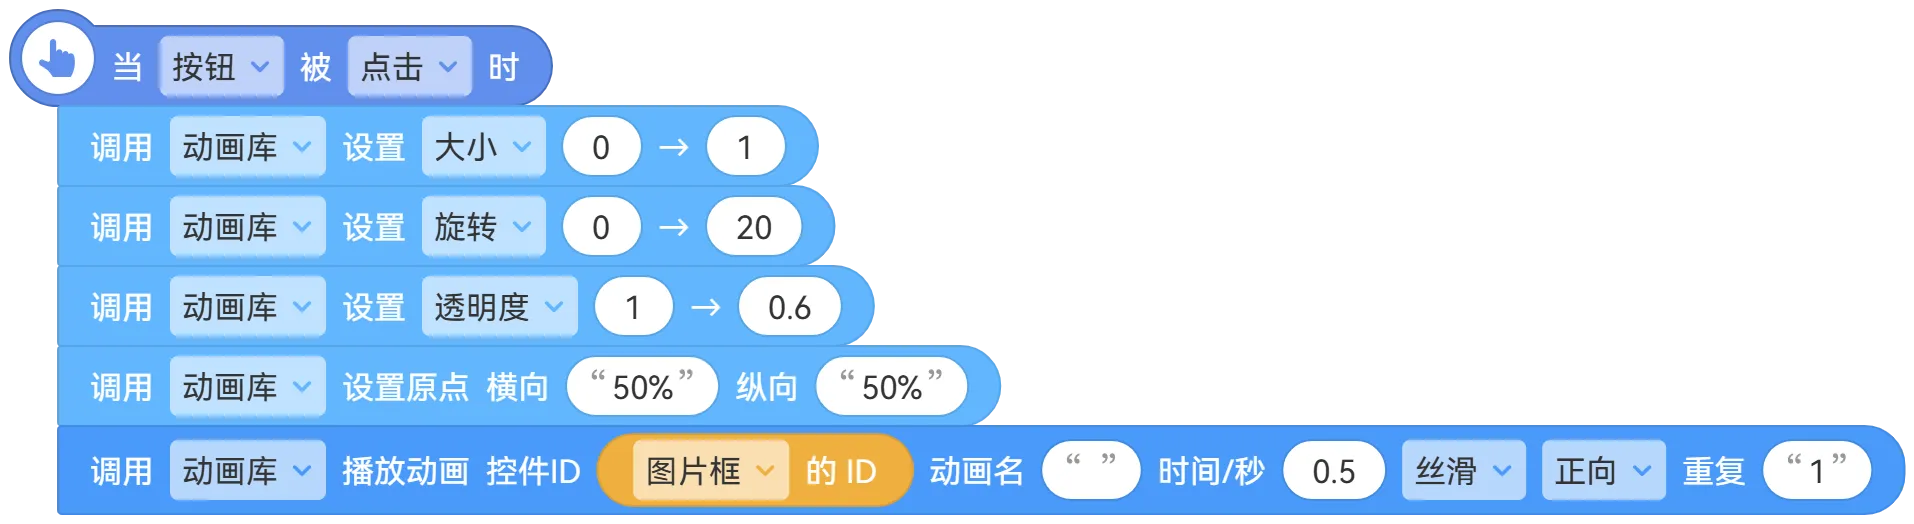 当 按钮 被 点击 时
调用 动画库 设置 大小 0 → 1
调用 动画库 设置 旋转 0 → 20
调用 动画库 设置 透明度 1 → 0.6
调用 动画库 设置原点 横向 “50%” 纵向 “50%”
调用 动画库 播放动画 控件ID 图片框 的 ID 动画名 “ ” 时间/秒 0.5 丝滑 正向 重复 “1”